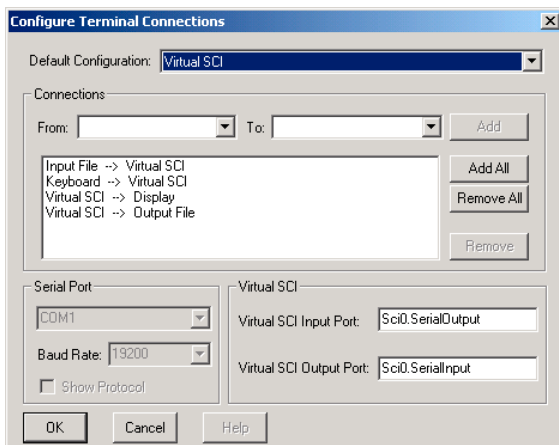 Configure Terminal Connections
Default Configuration: Virtual SCI
Connections
From: To: Add
Input File --> Virtual SCI
Keyboard --> Virtual SCI
Virtual SCI --> Display
Virtual SCI --> Output File
Add All
Remove All
Remove
Serial Port
COM1
Baud Rate: 19200
Show Protocol
Virtual SCI
Virtual SCI Input Port: Sci0.SerialOutput
Virtual SCI Output Port: Sci0.SerialInput
OK Cancel Help